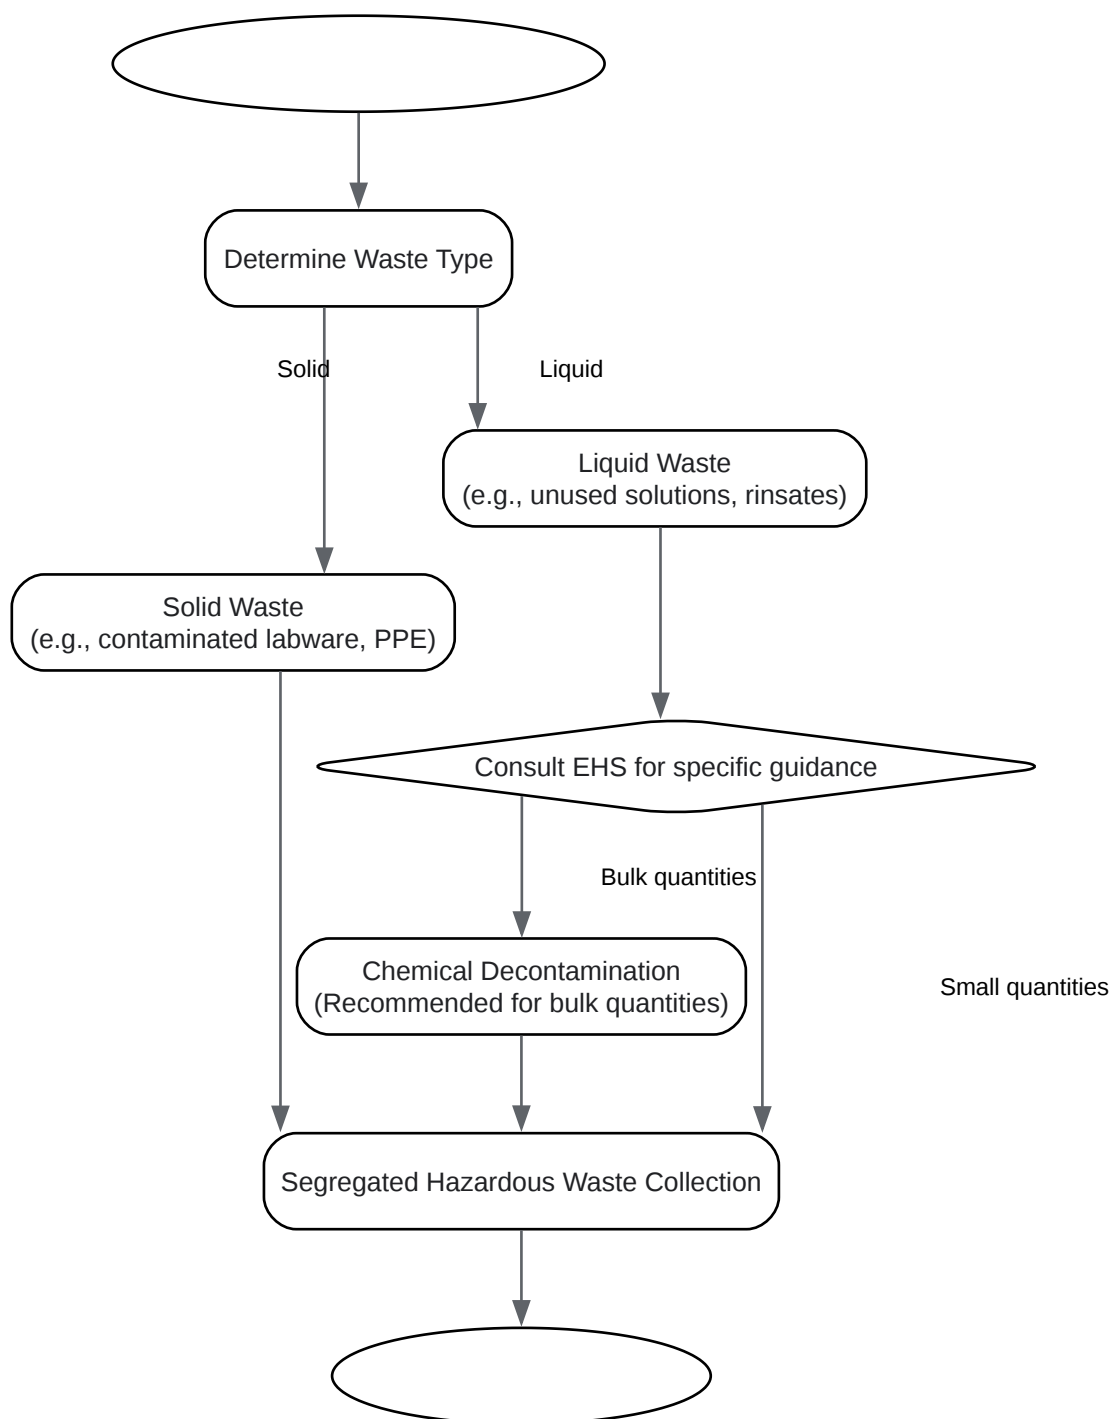 Determine Waste Type
Solid
Liquid
Liquid Waste
(e.g., unused solutions, rinsates)
Solid Waste
(e.g., contaminated labware, PPE)
Consult EHS for specific guidance
Bulk quantities
Chemical Decontamination
(Recommended for bulk quantities)
Small quantities
Segregated Hazardous Waste Collection